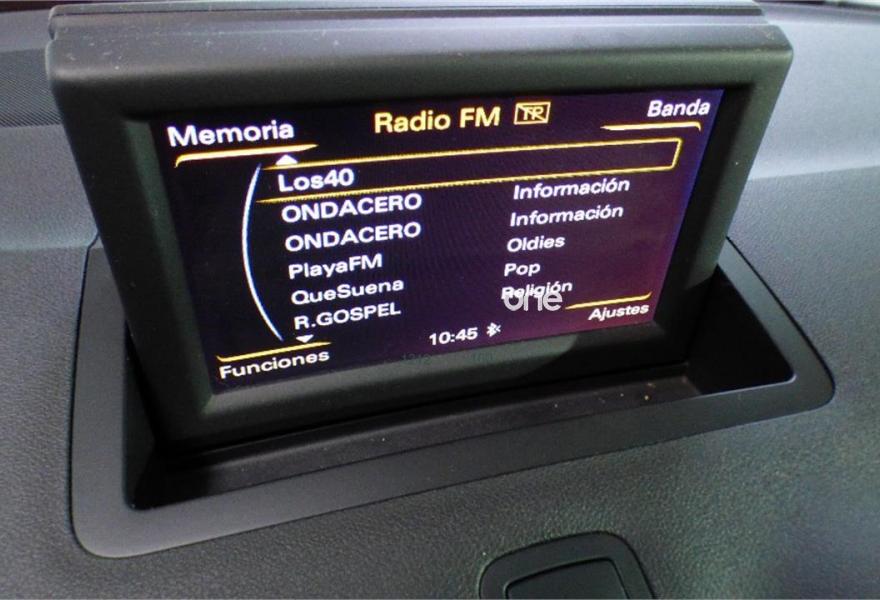 Memoria Radio FM TP Banda
Los40
ONDACERO Información
ONDACERO Información
PlayaFM Oldies
QueSuena Pop
R.GOSPEL Religión
one
Funciones 10:45 Ajustes